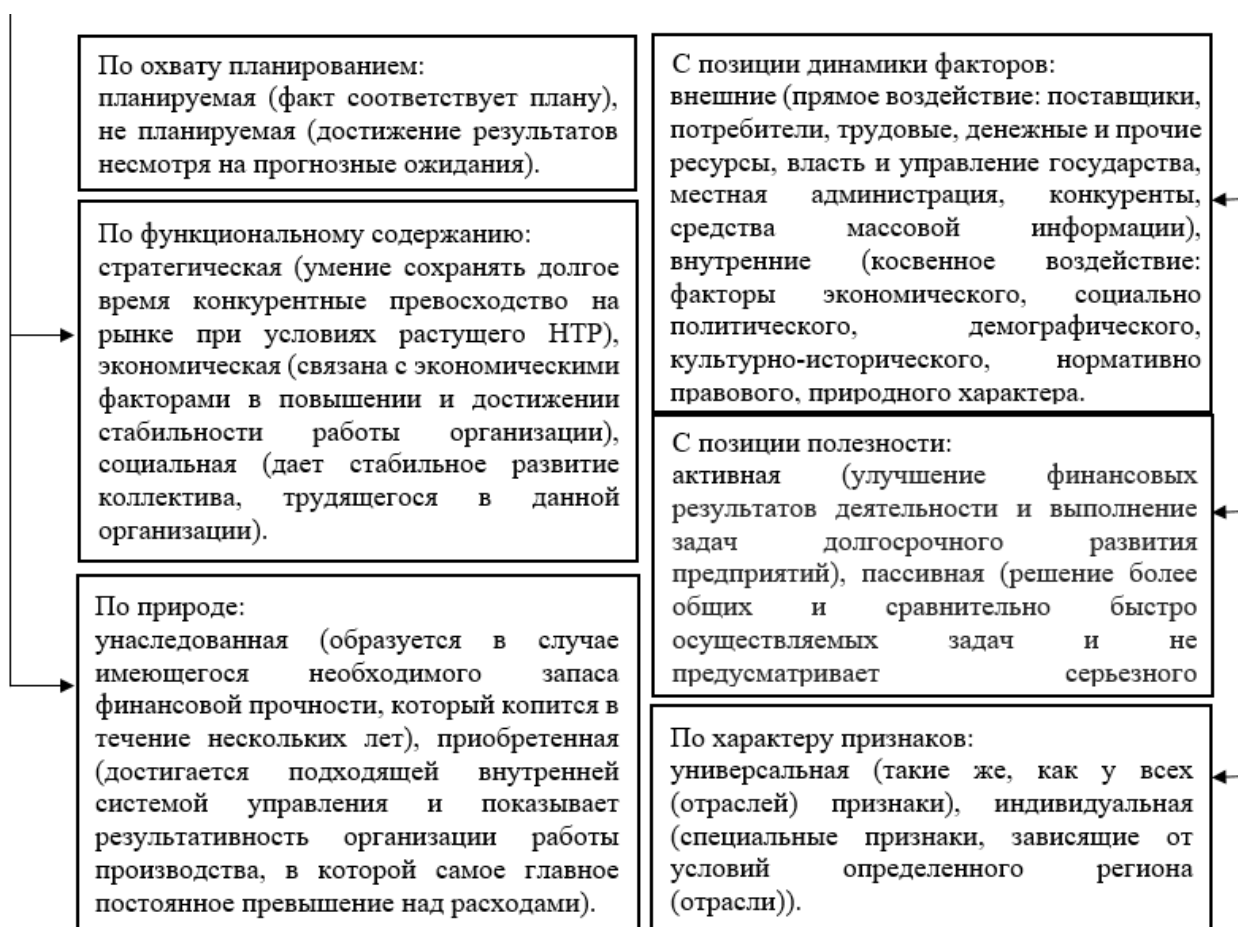 По охвату планированием:
планируемая (факт соответствует плану),
не планируемая (достижение результатов
несмотря на прогнозные ожидания).
По функциональному содержанию:
стратегическая (умение сохранять долгое
время конкурентные превосходство на
рынке при условиях растущего НТР),
экономическая (связана с экономическими
факторами в повышении и достижении
стабильности работы организации),
социальная (дает стабильное развитие
коллектива, трудящегося в данной
организации).
По природе:
унаследованная (образуется в случае
имеющегося необходимого запаса
финансовой прочности, который копится в
течение нескольких лет), приобретенная
(достигается подходящей внутренней
системой управления и показывает
результативность организации работы
производства, в которой самое главное
постоянное превышение над расходами).
С позиции динамики факторов:
внешние (прямое воздействие: поставщики,
потребители, трудовые, денежные и прочие
ресурсы, власть и управление государства,
местная администрация, конкуренты,
средства массовой информации),
внутренние (косвенное воздействие:
факторы экономического, социально
политического, демографического,
культурно-исторического, нормативно
правового, природного характера.
С позиции полезности:
активная (улучшение финансовых
результатов деятельности и выполнение
задач долгосрочного развития
предприятий), пассивная (решение более
общих и сравнительно быстро
осуществляемых задач и не
предусматривает серьезного
По характеру признаков:
универсальная (такие же, как у всех
(отраслей) признаки), индивидуальная
(специальные признаки, зависящие от
условий определенного региона
(отрасли)).